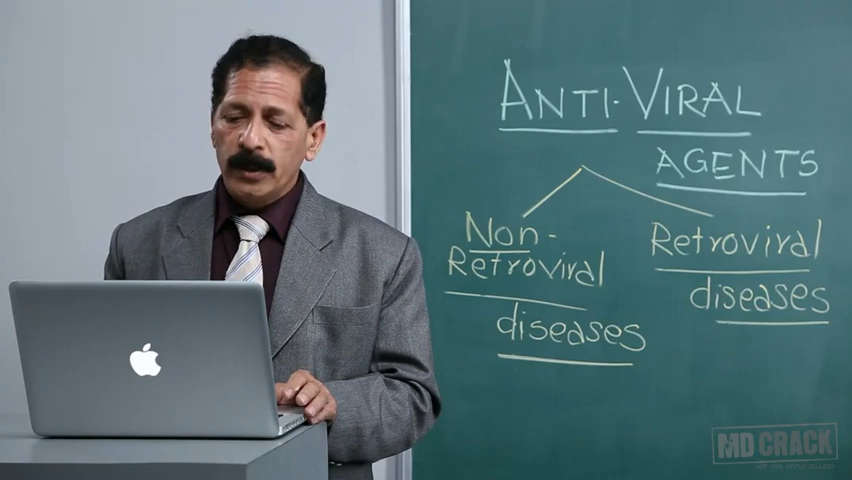 ANTI-VIRAL
AGENTS
Non-
Retroviral
diseases
Retroviral
diseases
MD CRACK